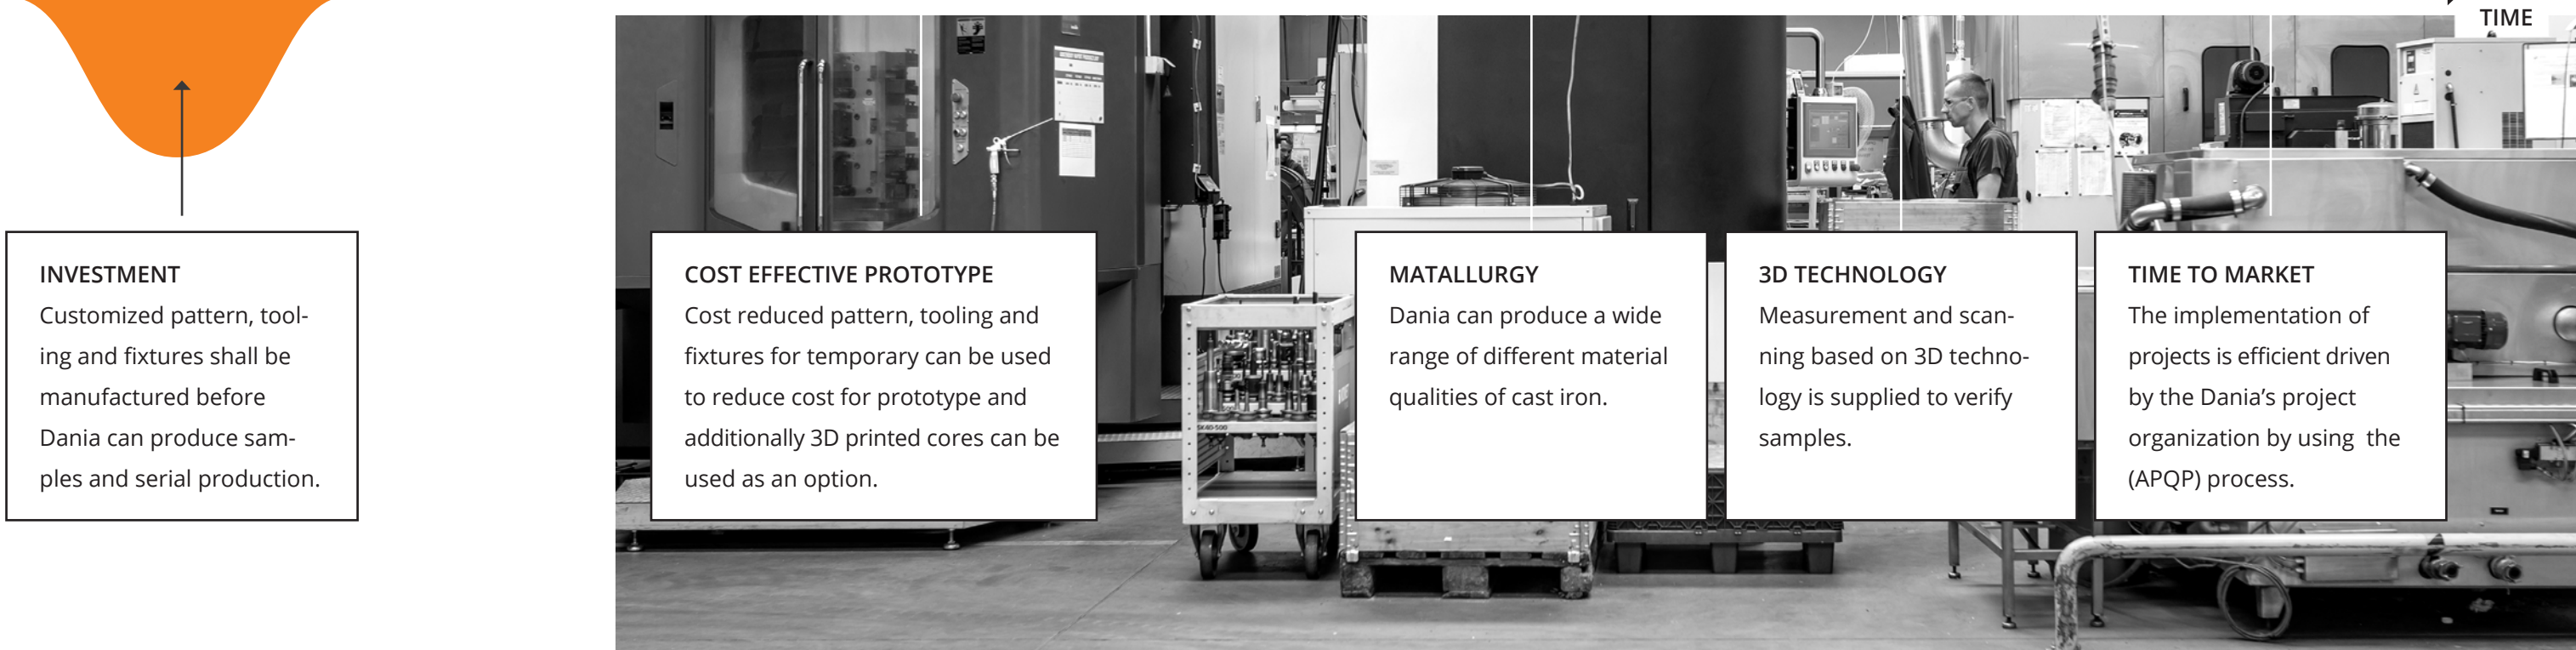 TIME
INVESTMENT
Customized pattern, tool-
ing and fixtures shall be
manufactured before
Dania can produce sam-
ples and serial production.
COST EFFECTIVE PROTOTYPE
Cost reduced pattern, tooling and
fixtures for temporary can be used
to reduce cost for prototype and
additionally 3D printed cores can be
used as an option.
MATALLURGY
Dania can produce a wide
range of different material
qualities of cast iron.
3D TECHNOLOGY
Measurement and scan-
ning based on 3D techno-
logy is supplied to verify
samples.
TIME TO MARKET
The implementation of
projects is efficient driven
by the Dania’s project
organization by using  the
(APQP) process.
SK40-500